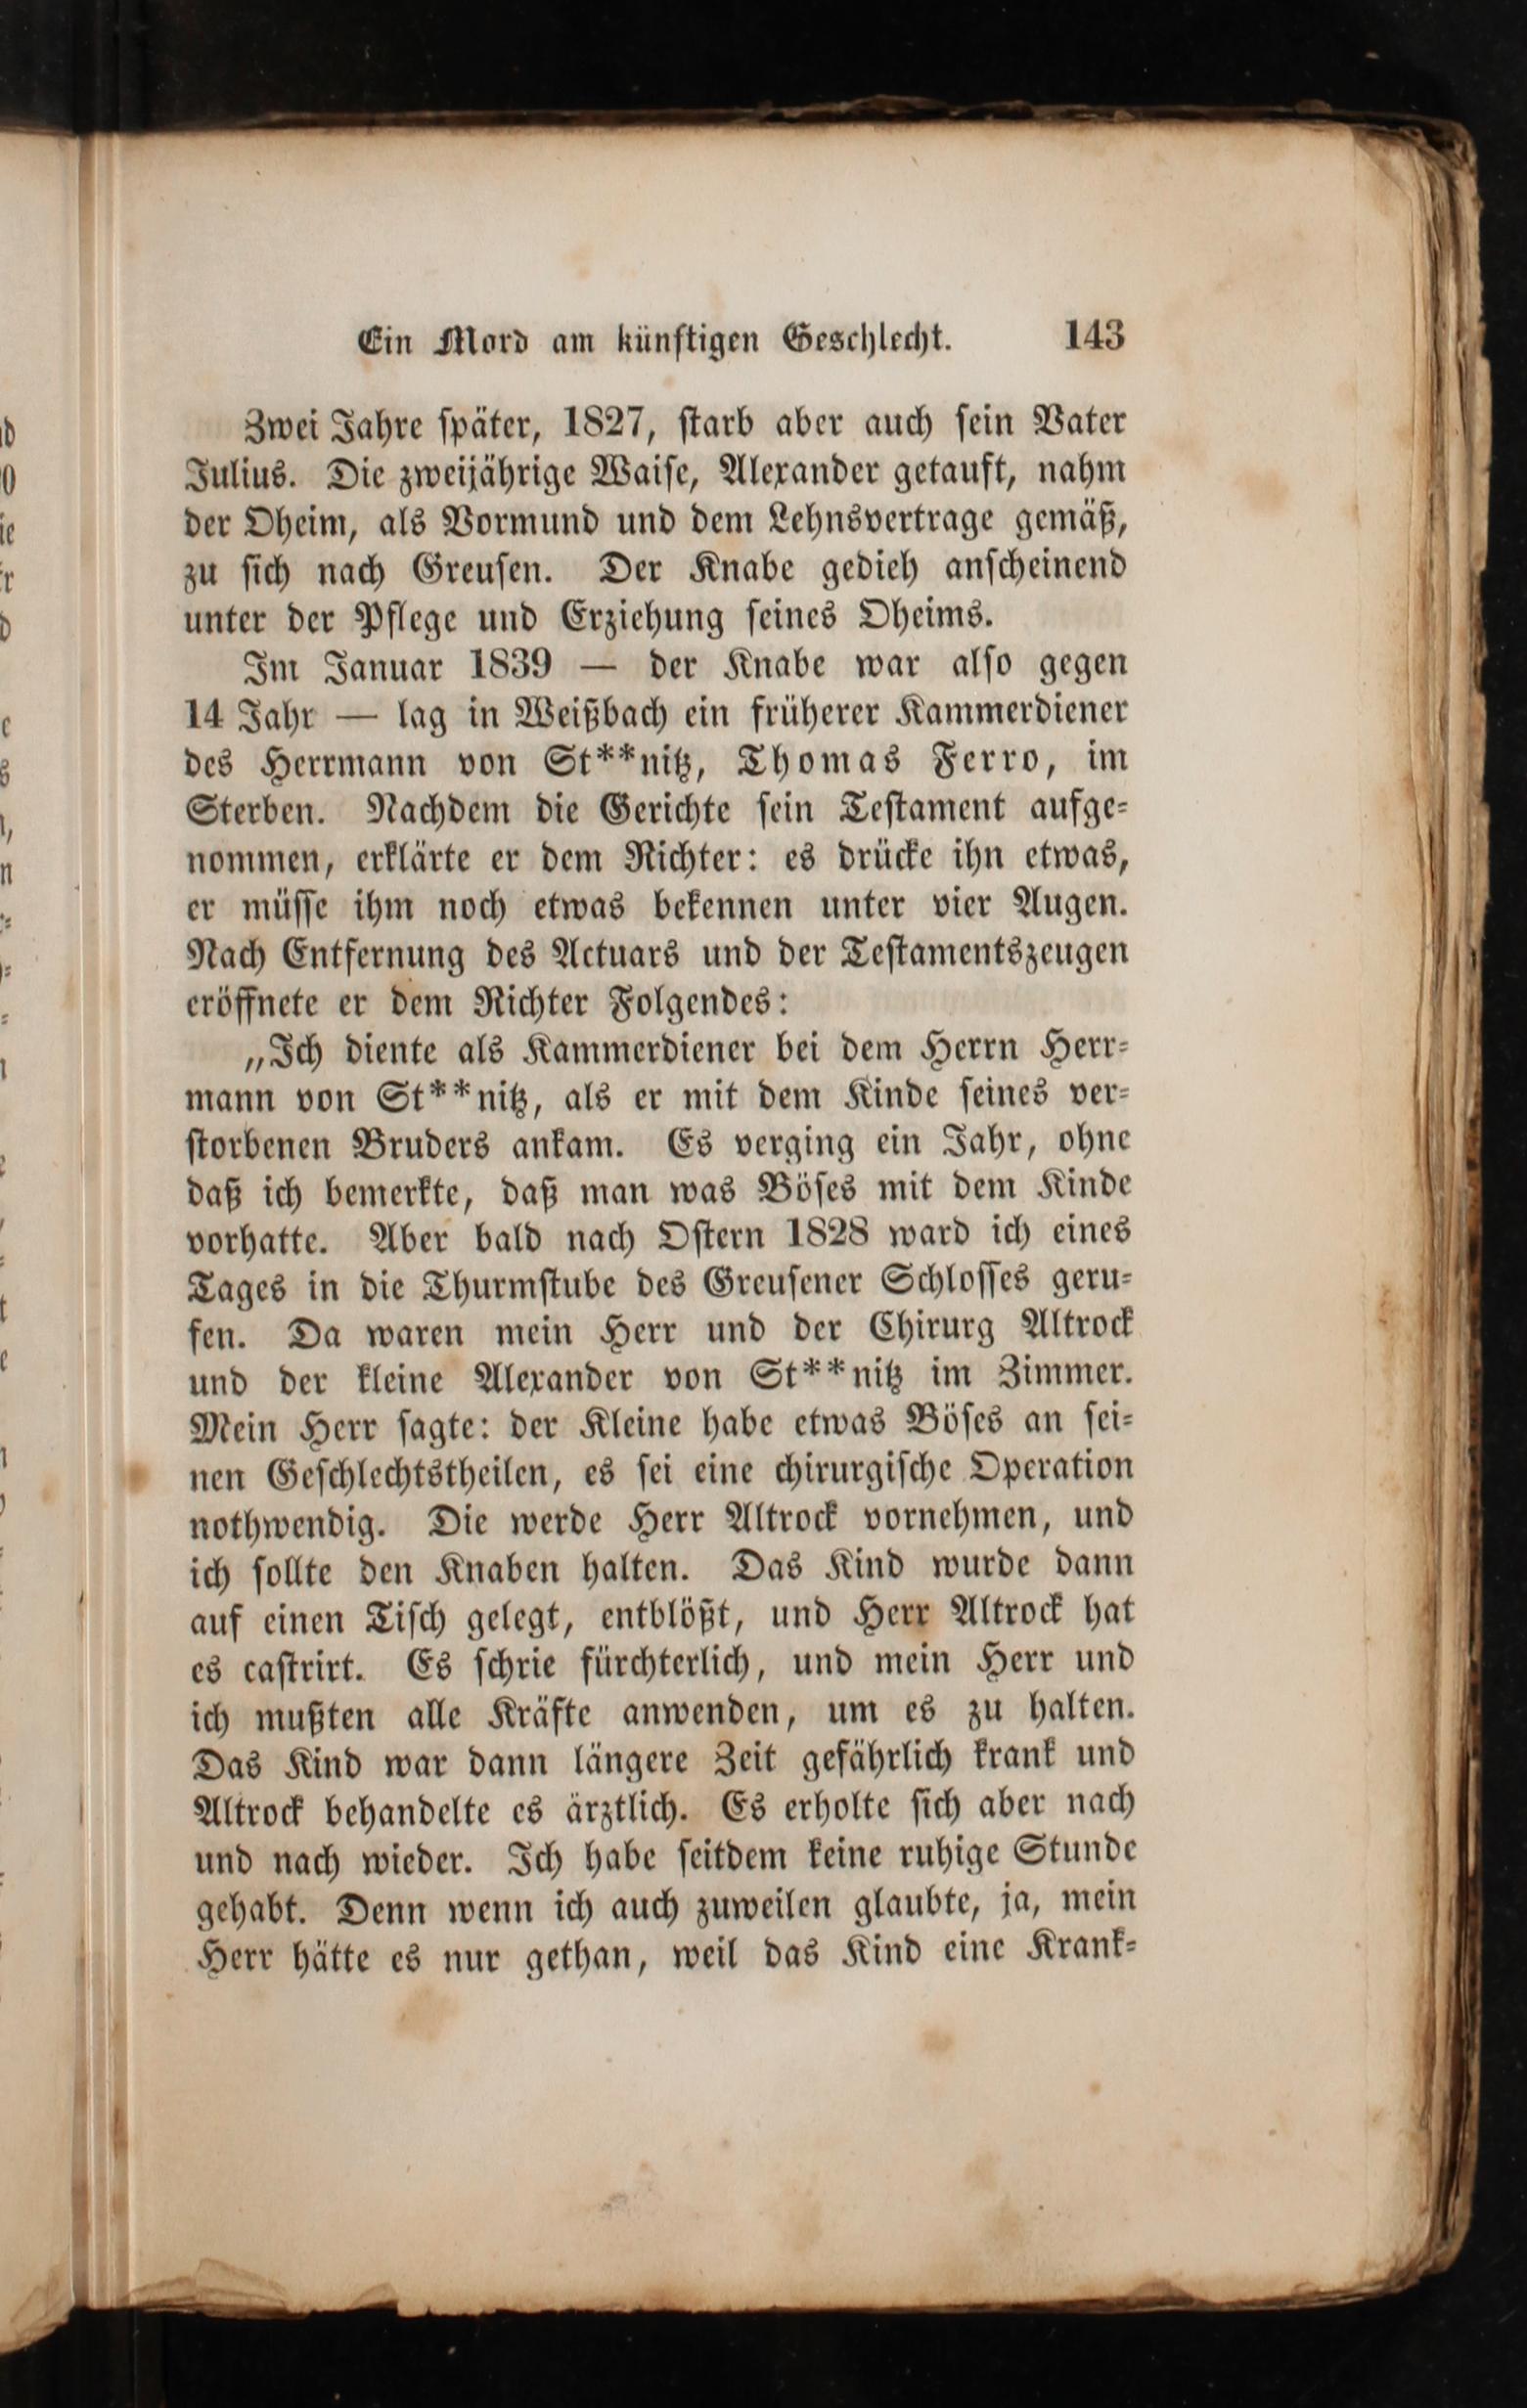 Ein Mord am künftigen Geschlecht. 143
Zwei Jahre später, 1827, starb aber auch sein Vater
Julius. Die zweijährige Waise, Alexander getauft, nahm
der Oheim, als Vormund und dem Lehnsvertrage gemäß,
zu sich nach Greusen. Der Knabe gedieh anscheinend
unter der Pflege und Erziehung seines Oheims.
Im Januar 1839 — der Knabe war also gegen
14 Jahr — lag in Weißbach ein früherer Kammerdiener
des Herrmann von St**nitz, Thomas Ferro, im
Sterben. Nachdem die Gerichte sein Testament aufge-
nommen, erklärte er dem Richter: es drücke ihn etwas,
er müsse ihm noch etwas bekennen unter vier Augen.
Nach Entfernung des Actuars und der Testamentszeugen
eröffnete er dem Richter Folgendes:
„Ich diente als Kammerdiener bei dem Herrn Herr-
mann von St**nitz, als er mit dem Kinde seines ver-
storbenen Bruders ankam. Es verging ein Jahr, ohne
daß ich bemerkte, daß man was Böses mit dem Kinde
vorhatte. Aber bald nach Ostern 1828 ward ich eines
Tages in die Thurmstube des Greusener Schlosses geru-
fen. Da waren mein Herr und der Chirurg Altrock
und der kleine Alexander von St**nitz im Zimmer.
Mein Herr sagte: der Kleine habe etwas Böses an sei-
nen Geschlechtstheilen, es sei eine chirurgische Operation
nothwendig. Die werde Herr Altrock vornehmen, und
ich sollte den Knaben halten. Das Kind wurde dann
auf einen Tisch gelegt, entblößt, und Herr Altrock hat
es castrirt. Es schrie fürchterlich, und mein Herr und
ich mußten alle Kräfte anwenden, um es zu halten.
Das Kind war dann längere Zeit gefährlich krank und
Altrock behandelte es ärztlich. Es erholte sich aber nach
und nach wieder. Ich habe seitdem keine ruhige Stunde
gehabt. Denn wenn ich auch zuweilen glaubte, ja, mein
Herr hätte es nur gethan, weil das Kind eine Krank-